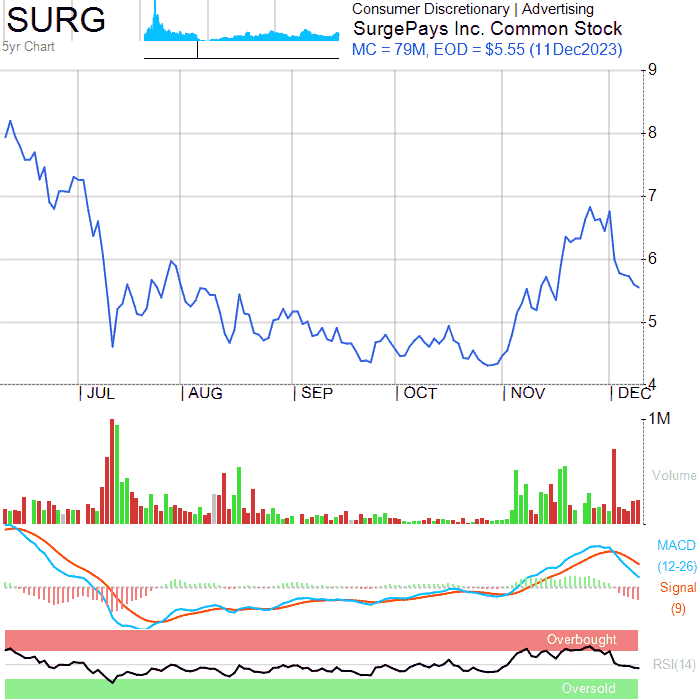 SURG
Consumer Discretionary | Advertising
SurgePays Inc. Common Stock
5yr Chart
MC = 79M, EOD = $5.55 (11Dec2023)
9
8
7
6
5
4
JUL AUG SEP OCT NOV DEC
1M
Volume
MACD
(12-26)
Signal
(9)
Overbought
RSI(14)
Oversold